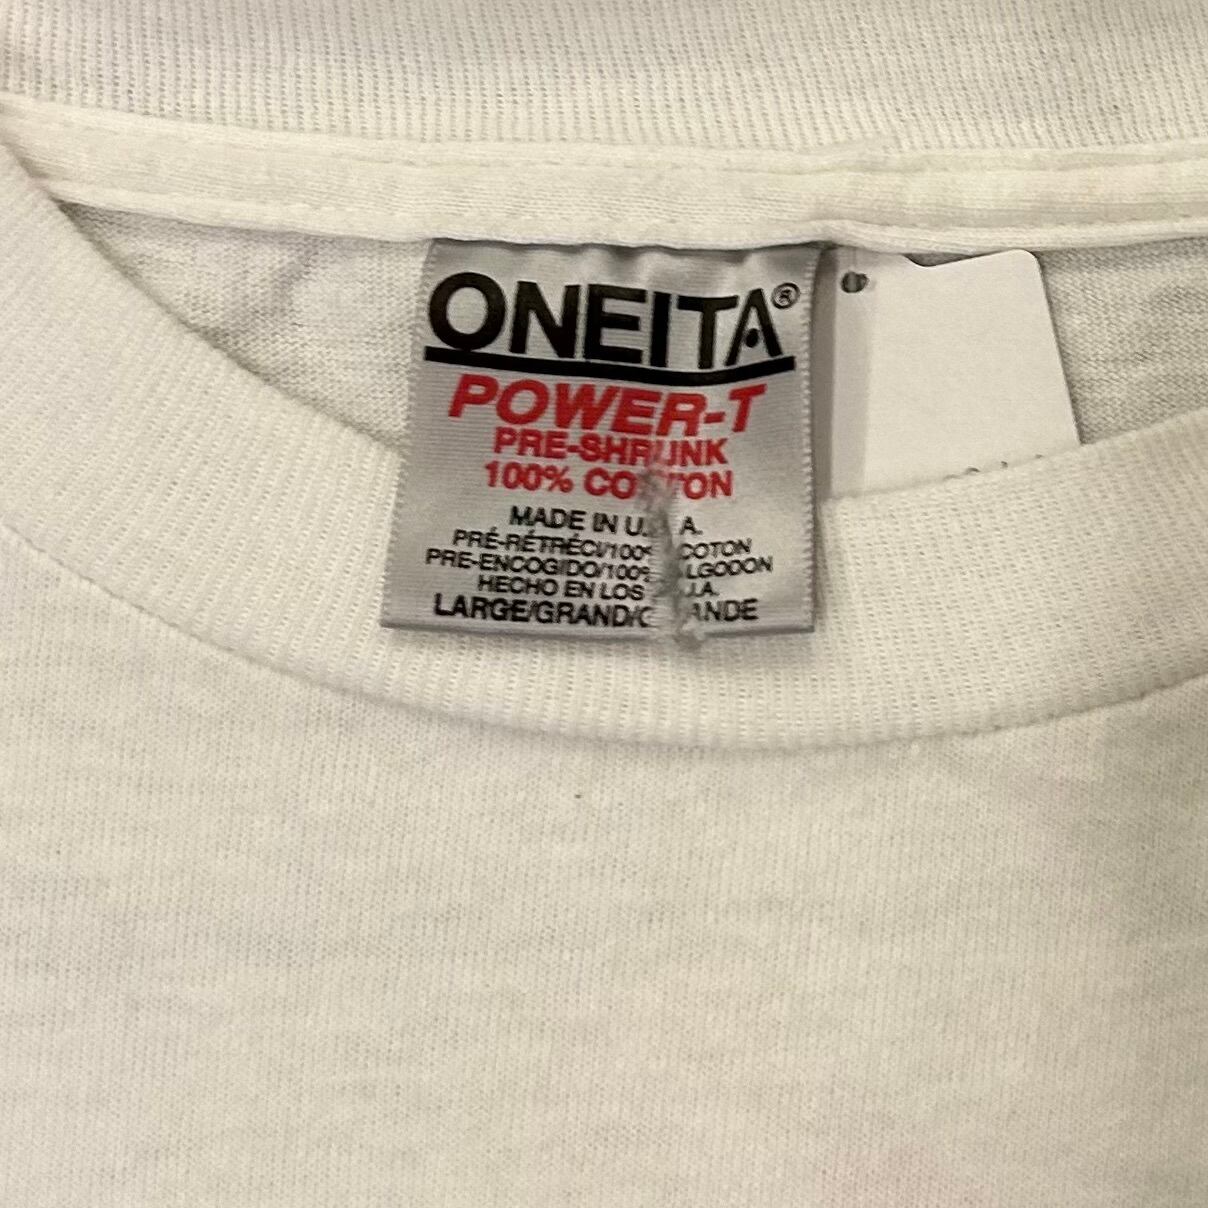 ONEITA®
POWER-T
PRE-SHRUNK
100% COTTON
MADE IN U.S.A.
PRÉ-RÉTRÉCI/100% COTON
PRE-ENCOGIDO/100% ALGODON
HECHO EN LOS E.U.A.
LARGE/GRAND/GRANDE